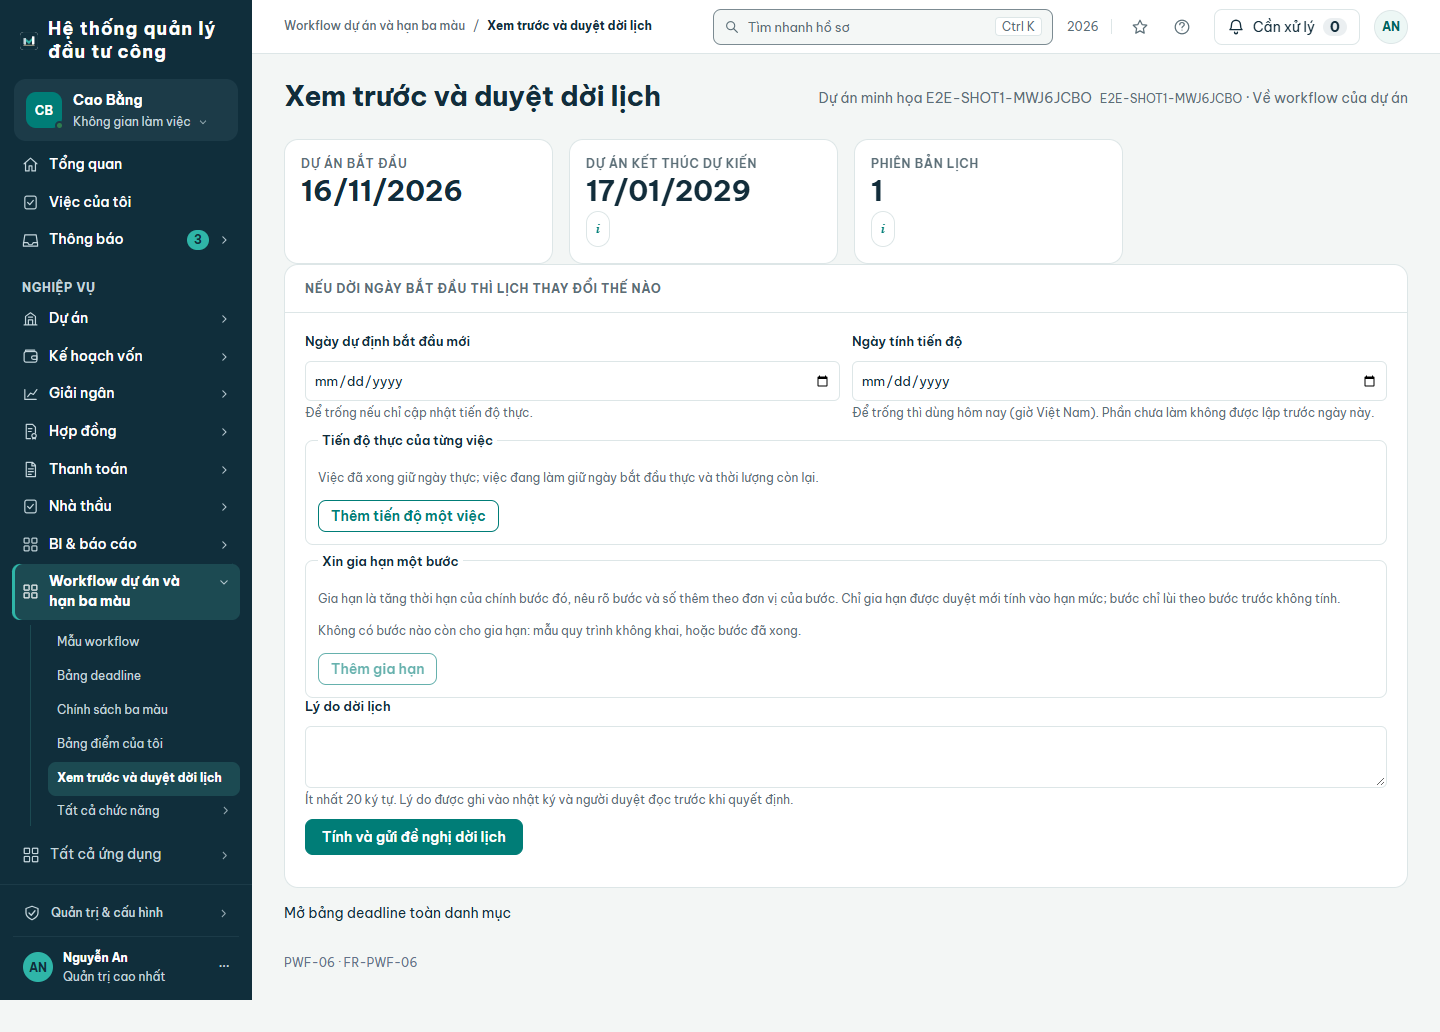 Hệ thống quản lý
đầu tư công
CB
Cao Bằng
Không gian làm việc
Tổng quan
Việc của tôi
Thông báo
3
NGHIỆP VỤ
Dự án
Kế hoạch vốn
Giải ngân
Hợp đồng
Thanh toán
Nhà thầu
BI & báo cáo
Workflow dự án và
hạn ba màu
Mẫu workflow
Bảng deadline
Chính sách ba màu
Bảng điểm của tôi
Xem trước và duyệt dời lịch
Tất cả chức năng
Tất cả ứng dụng
Quản trị & cấu hình
AN
Nguyễn An
Quản trị cao nhất
Workflow dự án và hạn ba màu / Xem trước và duyệt dời lịch
Tìm nhanh hồ sơ
Ctrl K
2026
Cần xử lý 0
AN
Xem trước và duyệt dời lịch
Dự án minh họa E2E-SHOT1-MWJ6JCBO E2E-SHOT1-MWJ6JCBO · Về workflow của dự án
DỰ ÁN BẮT ĐẦU
16/11/2026
DỰ ÁN KẾT THÚC DỰ KIẾN
17/01/2029
i
PHIÊN BẢN LỊCH
1
i
NẾU DỜI NGÀY BẮT ĐẦU THÌ LỊCH THAY ĐỔI THẾ NÀO
Ngày dự định bắt đầu mới
mm/dd/yyyy
Để trống nếu chỉ cập nhật tiến độ thực.
Ngày tính tiến độ
mm/dd/yyyy
Để trống thì dùng hôm nay (giờ Việt Nam). Phần chưa làm không được lập trước ngày này.
Tiến độ thực của từng việc
Việc đã xong giữ ngày thực; việc đang làm giữ ngày bắt đầu thực và thời lượng còn lại.
Thêm tiến độ một việc
Xin gia hạn một bước
Gia hạn là tăng thời hạn của chính bước đó, nêu rõ bước và số thêm theo đơn vị của bước. Chỉ gia hạn được duyệt mới tính vào hạn mức; bước chỉ lùi theo bước trước không tính.
Không có bước nào còn cho gia hạn: mẫu quy trình không khai, hoặc bước đã xong.
Thêm gia hạn
Lý do dời lịch
Ít nhất 20 ký tự. Lý do được ghi vào nhật ký và người duyệt đọc trước khi quyết định.
Tính và gửi đề nghị dời lịch
Mở bảng deadline toàn danh mục
PWF-06 · FR-PWF-06